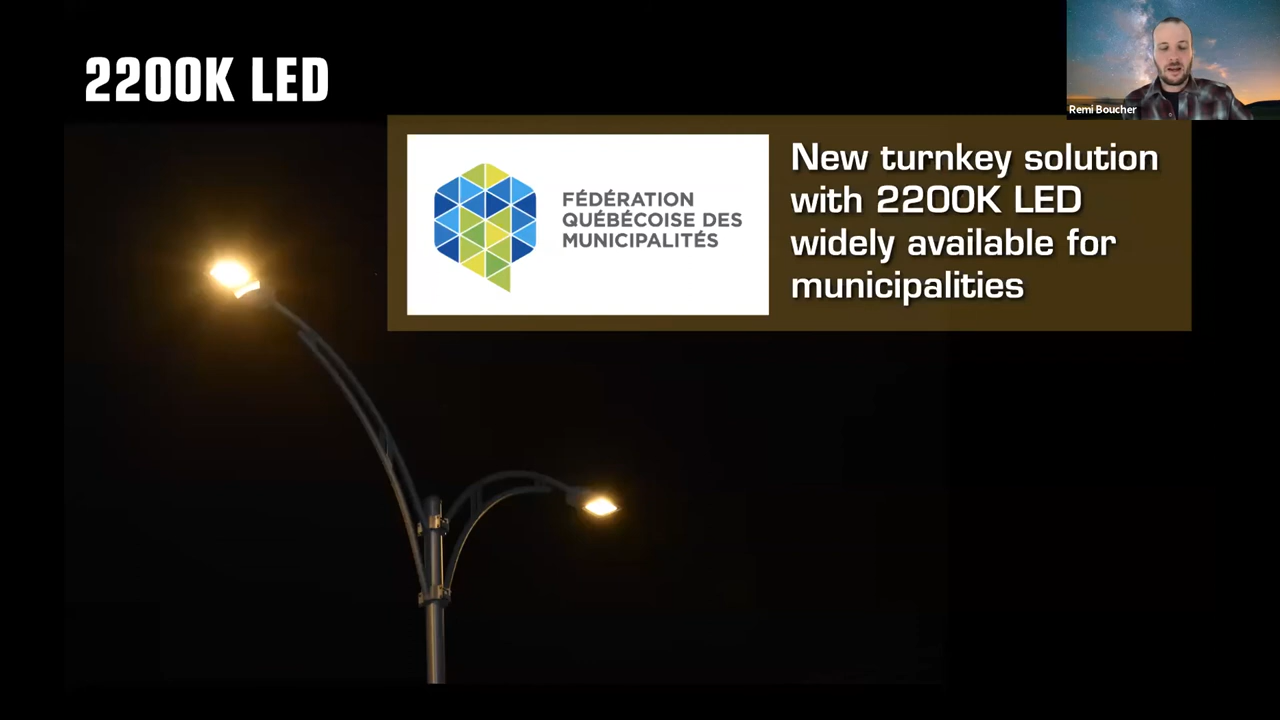 2200K LED
Remi Boucher
FÉDÉRATION
QUÉBÉCOISE DES
MUNICIPALITÉS
New turnkey solution
with 2200K LED
widely available for
municipalities